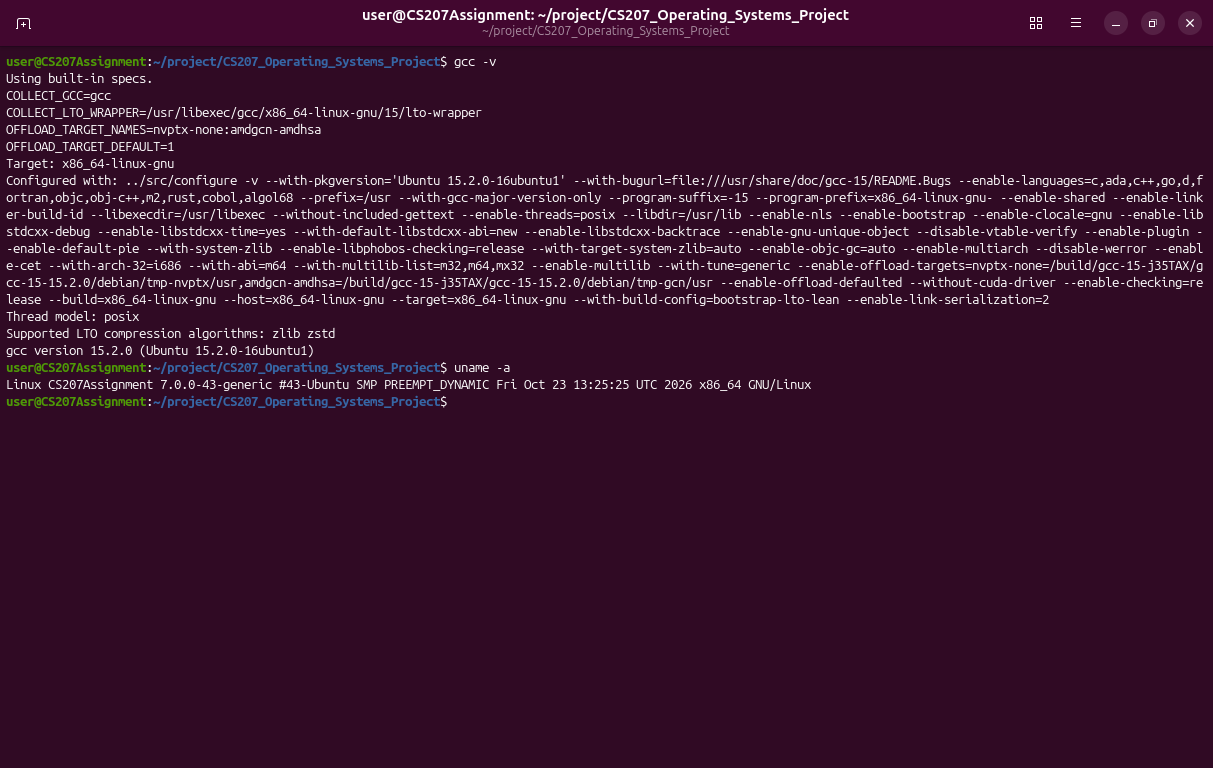 user@CS207Assignment: ~/project/CS207_Operating_Systems_Project
~/project/CS207_Operating_Systems_Project
user@CS207Assignment:~/project/CS207_Operating_Systems_Project$ gcc -v
Using built-in specs.
COLLECT_GCC=gcc
COLLECT_LTO_WRAPPER=/usr/libexec/gcc/x86_64-linux-gnu/15/lto-wrapper
OFFLOAD_TARGET_NAMES=nvptx-none:amdgcn-amdhsa
OFFLOAD_TARGET_DEFAULT=1
Target: x86_64-linux-gnu
Configured with: ../src/configure -v --with-pkgversion='Ubuntu 15.2.0-16ubuntu1' --with-bugurl=file:///usr/share/doc/gcc-15/README.Bugs --enable-languages=c,ada,c++,go,d,f
ortran,objc,obj-c++,m2,rust,cobol,algol68 --prefix=/usr --with-gcc-major-version-only --program-suffix=-15 --program-prefix=x86_64-linux-gnu- --enable-shared --enable-link
er-build-id --libexecdir=/usr/libexec --without-included-gettext --enable-threads=posix --libdir=/usr/lib --enable-nls --enable-bootstrap --enable-clocale=gnu --enable-lib
stdcxx-debug --enable-libstdcxx-time=yes --with-default-libstdcxx-abi=new --enable-libstdcxx-backtrace --enable-gnu-unique-object --disable-vtable-verify --enable-plugin -
-enable-default-pie --with-system-zlib --enable-libphobos-checking=release --with-target-system-zlib=auto --enable-objc-gc=auto --enable-multiarch --disable-werror --enabl
e-cet --with-arch-32=i686 --with-abi=m64 --with-multilib-list=m32,m64,mx32 --enable-multilib --with-tune=generic --enable-offload-targets=nvptx-none=/build/gcc-15-j35TAX/g
cc-15-15.2.0/debian/tmp-nvptx/usr,amdgcn-amdhsa=/build/gcc-15-j35TAX/gcc-15-15.2.0/debian/tmp-gcn/usr --enable-offload-defaulted --without-cuda-driver --enable-checking=re
lease --build=x86_64-linux-gnu --host=x86_64-linux-gnu --target=x86_64-linux-gnu --with-build-config=bootstrap-lto-lean --enable-link-serialization=2
Thread model: posix
Supported LTO compression algorithms: zlib zstd
gcc version 15.2.0 (Ubuntu 15.2.0-16ubuntu1)
user@CS207Assignment:~/project/CS207_Operating_Systems_Project$ uname -a
Linux CS207Assignment 7.0.0-43-generic #43-Ubuntu SMP PREEMPT_DYNAMIC Fri Oct 23 13:25:25 UTC 2026 x86_64 GNU/Linux
user@CS207Assignment:~/project/CS207_Operating_Systems_Project$